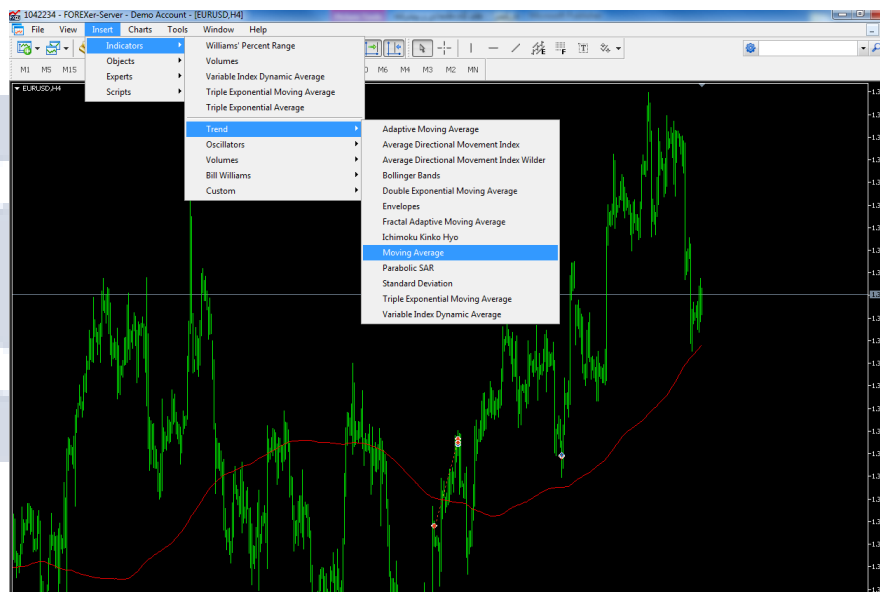 1042234 - FOREXer-Server - Demo Account - [EURUSD,H4]
File View Insert Charts Tools Window Help
Indicators
Objects
Experts
Scripts
Williams' Percent Range
Volumes
Variable Index Dynamic Average
Triple Exponential Moving Average
Triple Exponential Average
Trend
Oscillators
Volumes
Bill Williams
Custom
Adaptive Moving Average
Average Directional Movement Index
Average Directional Movement Index Wilder
Bollinger Bands
Double Exponential Moving Average
Envelopes
Fractal Adaptive Moving Average
Ichimoku Kinko Hyo
Moving Average
Parabolic SAR
Standard Deviation
Triple Exponential Moving Average
Variable Index Dynamic Average
M1 M5 M15 M6 M4 M3 M2 MN
EURUSD,H4